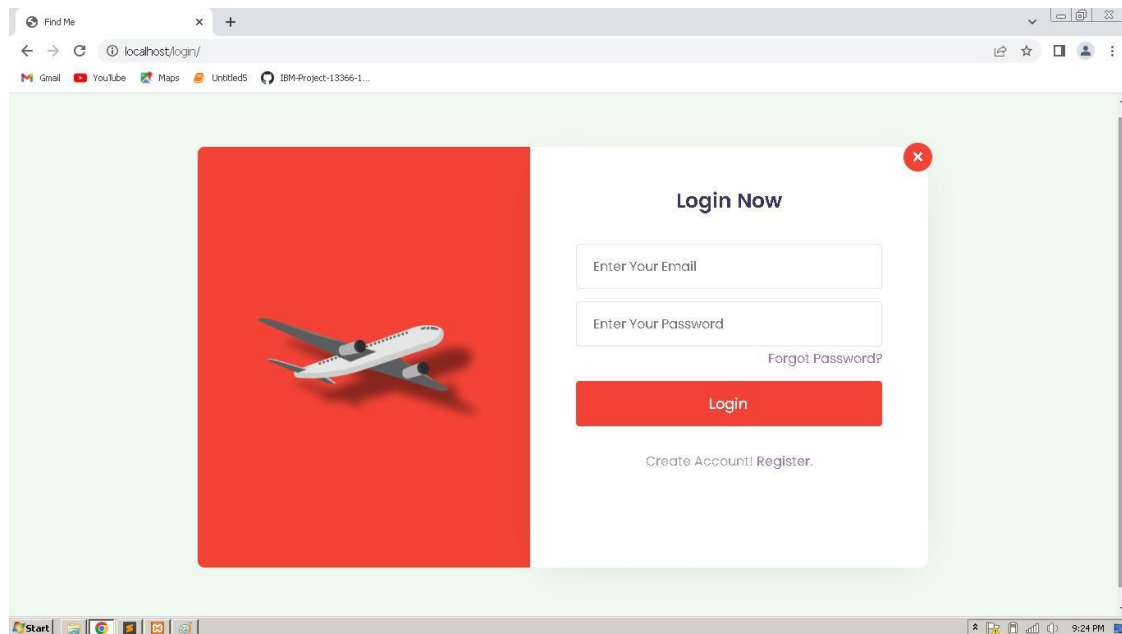 Find Me
localhost/login/
Gmail YouTube Maps Untitled5 IBM-Project-13366-1...
Login Now
Enter Your Email
Enter Your Password
Forgot Password?
Login
Create Account! Register.
Start 9:24 PM